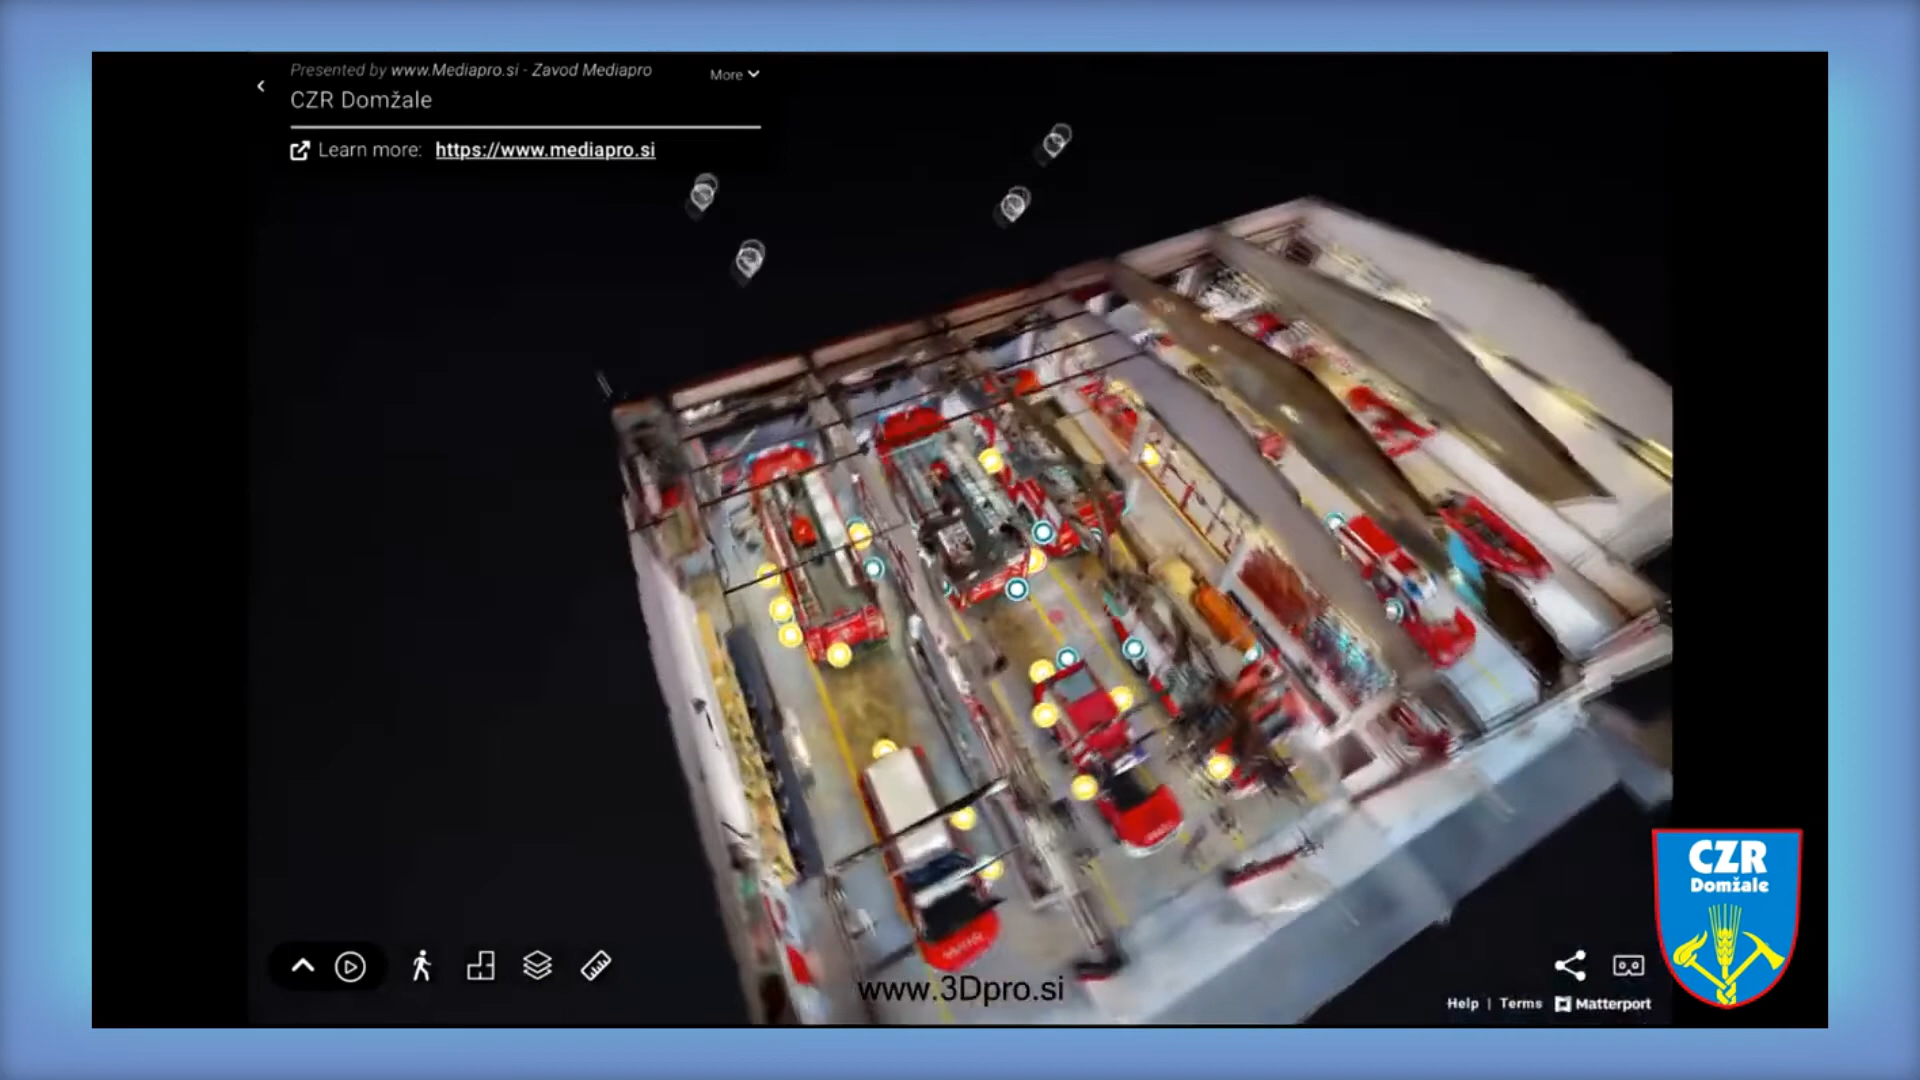 Presented by www.Mediapro.si - Zavod Mediapro
More
CZR Domžale
Learn more: https://www.mediapro.si
www.3Dpro.si
Help | Terms Matterport
CZR
Domžale